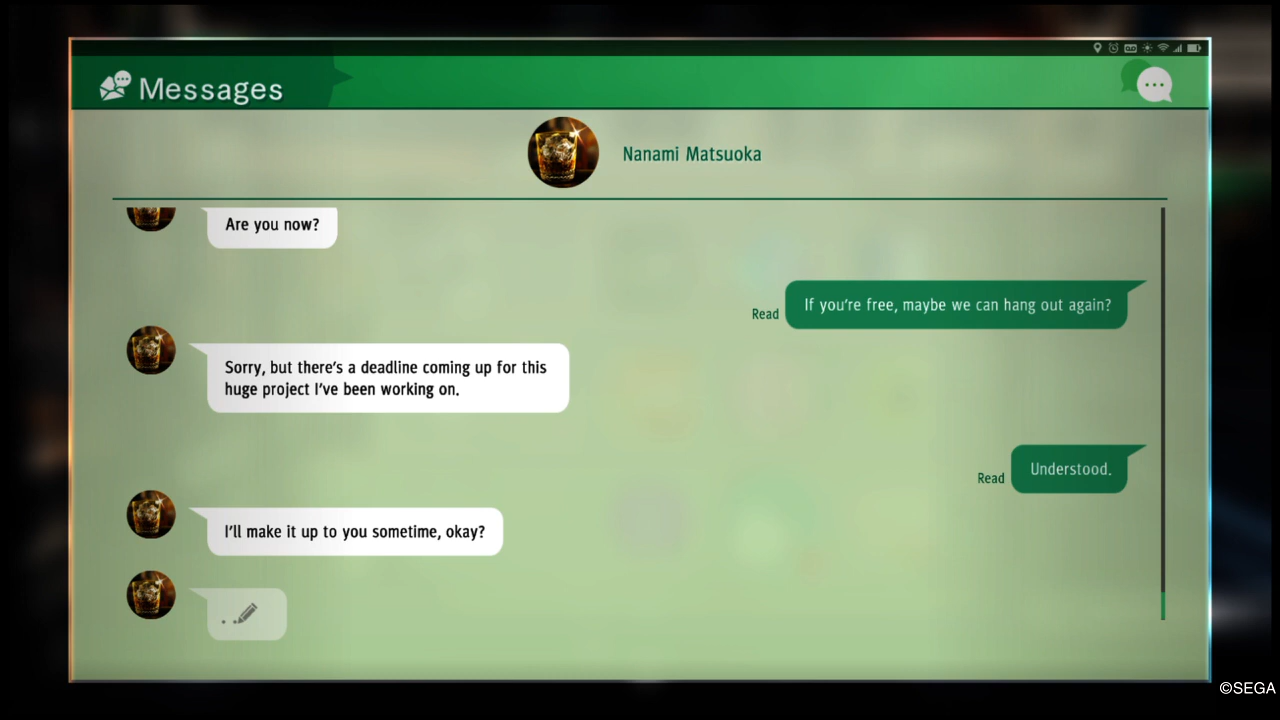 Messages
Nanami Matsuoka
Are you now?
If you're free, maybe we can hang out again?
Read
Sorry, but there's a deadline coming up for this
huge project I've been working on.
Understood.
Read
I'll make it up to you sometime, okay?
©SEGA